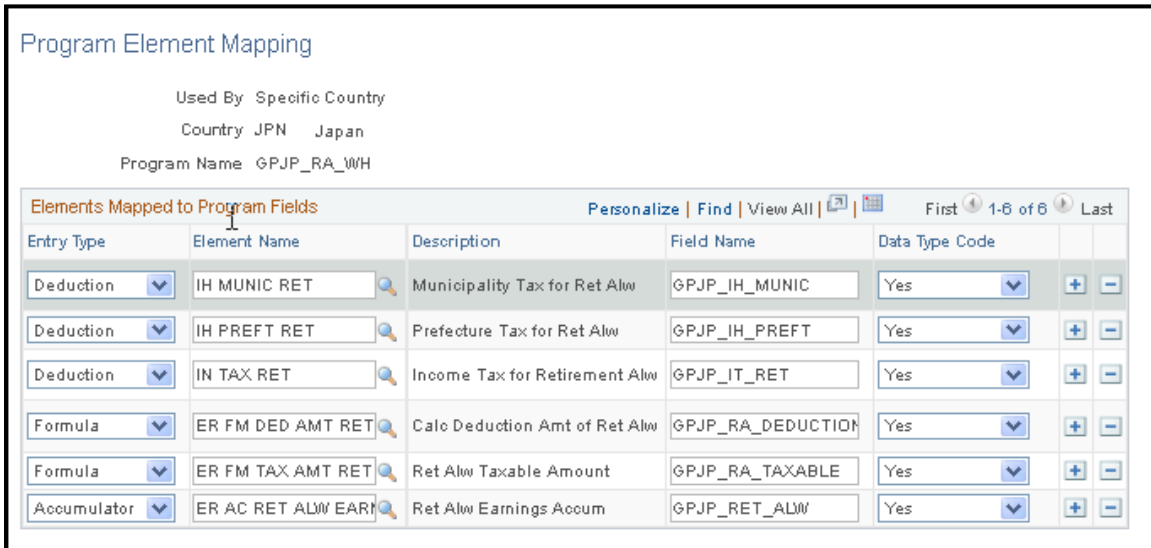 Program Element Mapping
Used By Specific Country
Country JPN Japan
Program Name GPJP_RA_WH
Elements Mapped to Program Fields Personalize | Find | View All | | First 1-6 of 6 Last
Entry Type Element Name Description Field Name Data Type Code
Deduction IH MUNIC RET Municipality Tax for Ret Alw GPJP_IH_MUNIC Yes
Deduction IH PREFT RET Prefecture Tax for Ret Alw GPJP_IH_PREFT Yes
Deduction IN TAX RET Income Tax for Retirement Alw GPJP_IT_RET Yes
Formula ER FM DED AMT RET Calc Deduction Amt of Ret Alw GPJP_RA_DEDUCTION Yes
Formula ER FM TAX AMT RET Ret Alw Taxable Amount GPJP_RA_TAXABLE Yes
Accumulator ER AC RET ALW EARN Ret Alw Earnings Accum GPJP_RET_ALW Yes